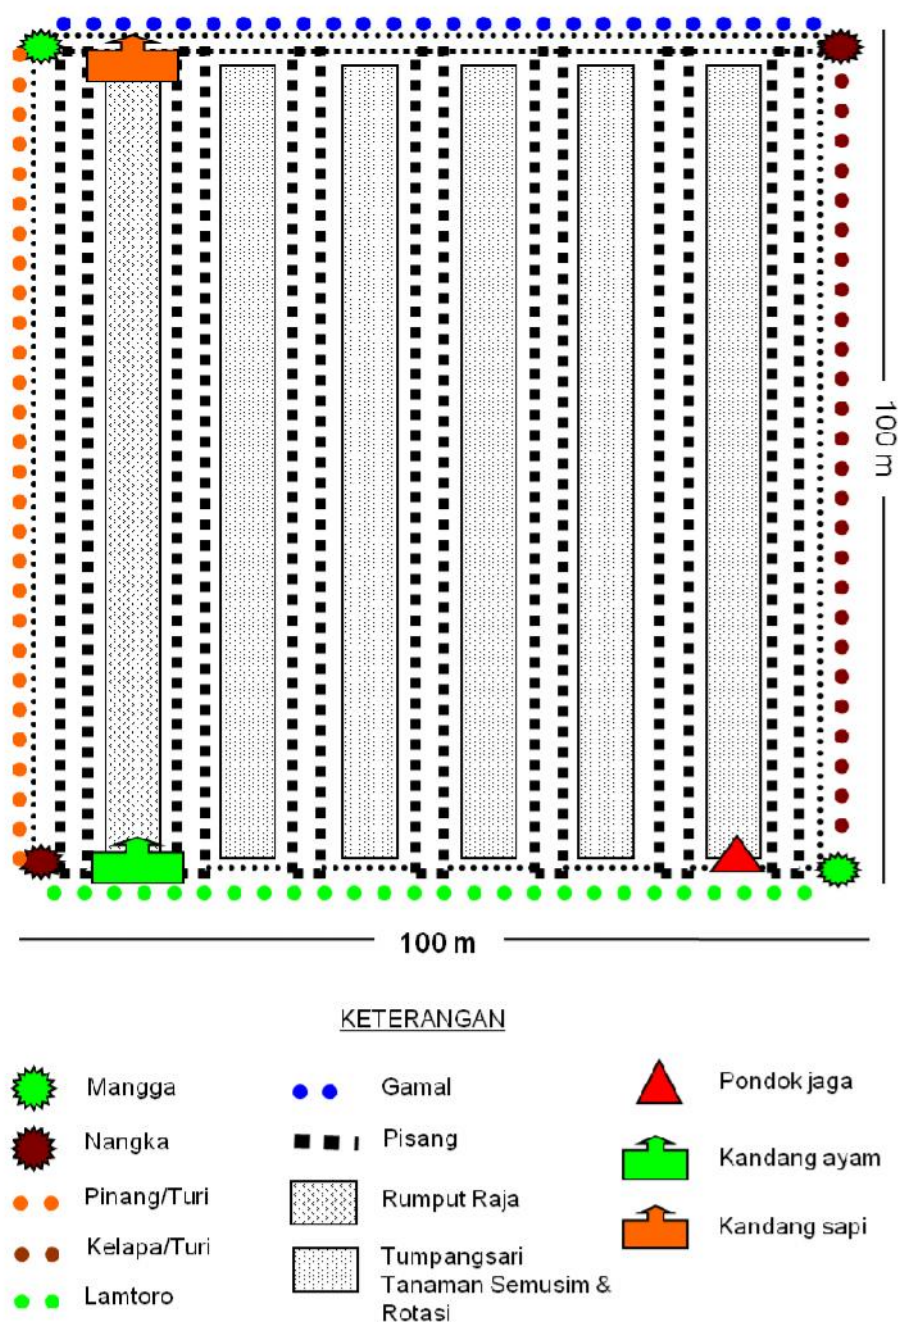 100 m
100 m
KETERANGAN
Mangga
Nangka
Pinang/Turi
Kelapa/Turi
Lamtoro
Gamal
Pisang
Rumput Raja
Tumpangsari
Tanaman Semusim &
Rotasi
Pondok jaga
Kandang ayam
Kandang sapi